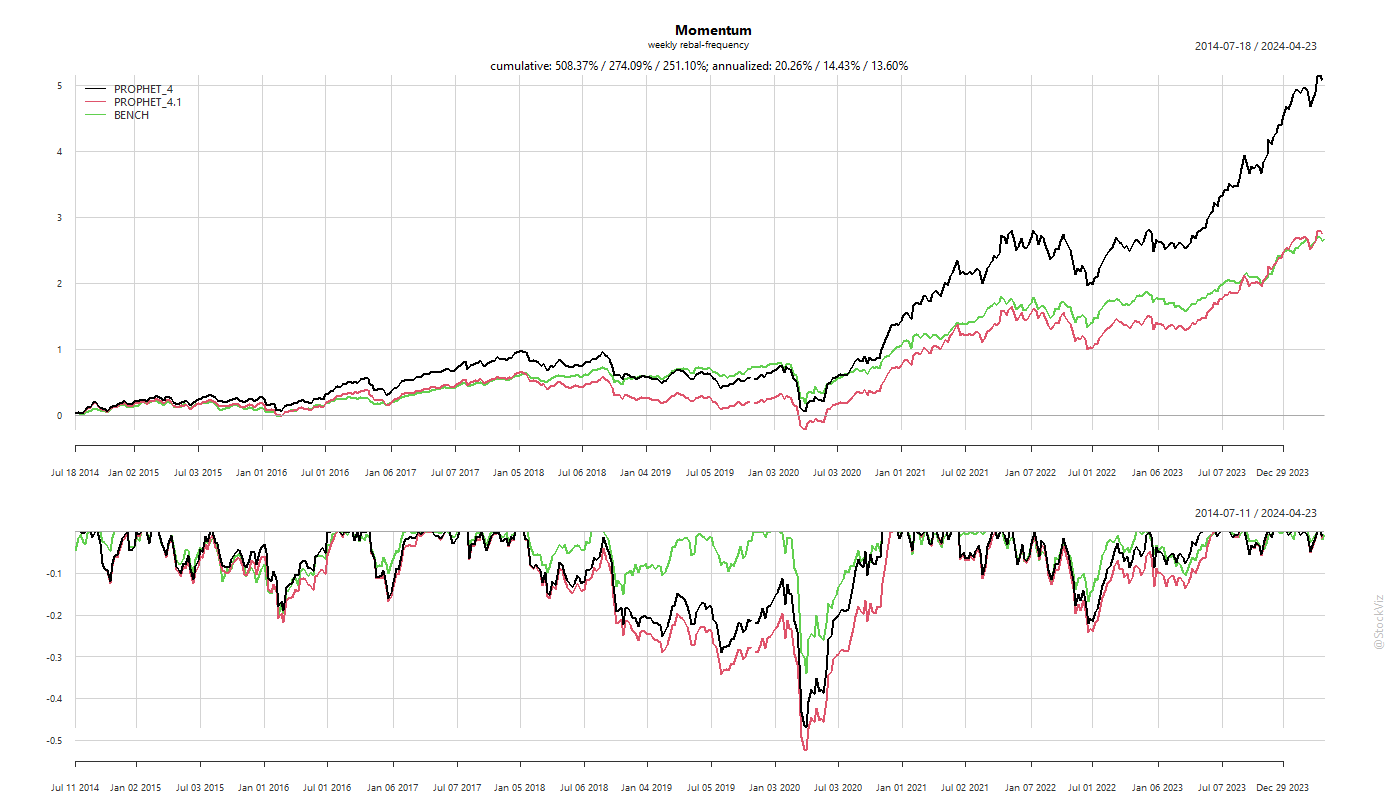 Momentum
weekly rebal-frequency
2014-07-18 / 2024-04-23
cumulative: 508.37% / 274.09% / 251.10%; annualized: 20.26% / 14.43% / 13.60%
PROPHET_4
PROPHET_4.1
BENCH
5
4
3
2
1
0
Jul 18 2014 Jan 02 2015 Jul 03 2015 Jan 01 2016 Jul 01 2016 Jan 06 2017 Jul 07 2017 Jan 05 2018 Jul 06 2018 Jan 04 2019 Jul 05 2019 Jan 03 2020 Jul 03 2020 Jan 01 2021 Jul 02 2021 Jan 07 2022 Jul 01 2022 Jan 06 2023 Jul 07 2023 Dec 29 2023
2014-07-11 / 2024-04-23
-0.1
-0.2
-0.3
-0.4
-0.5
Jul 11 2014 Jan 02 2015 Jul 03 2015 Jan 01 2016 Jul 01 2016 Jan 06 2017 Jul 07 2017 Jan 05 2018 Jul 06 2018 Jan 04 2019 Jul 05 2019 Jan 03 2020 Jul 03 2020 Jan 01 2021 Jul 02 2021 Jan 07 2022 Jul 01 2022 Jan 06 2023 Jul 07 2023 Dec 29 2023
@StockViz